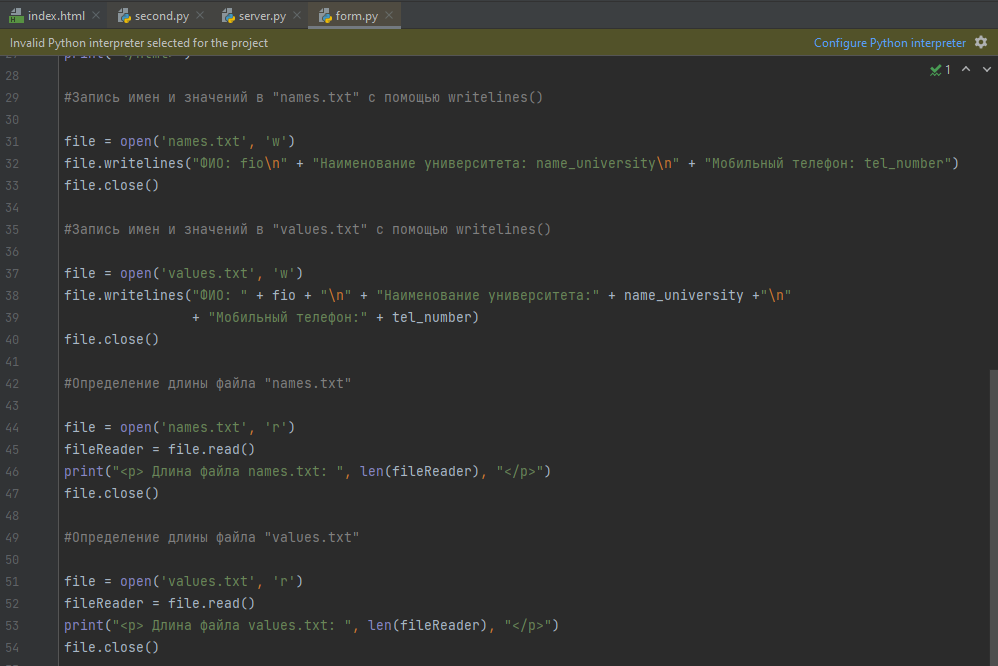 index.html second.py server.py form.py
Invalid Python interpreter selected for the project Configure Python interpreter
27 print("</html>")
28 1
29 #Запись имен и значений в "names.txt" с помощью writelines()
30
31 file = open('names.txt', 'w')
32 file.writelines("ФИО: fio\n" + "Наименование университета: name_university\n" + "Мобильный телефон: tel_number")
33 file.close()
34
35 #Запись имен и значений в "values.txt" с помощью writelines()
36
37 file = open('values.txt', 'w')
38 file.writelines("ФИО: " + fio + "\n" + "Наименование университета:" + name_university +"\n"
39 + "Мобильный телефон:" + tel_number)
40 file.close()
41
42 #Определение длины файла "names.txt"
43
44 file = open('names.txt', 'r')
45 fileReader = file.read()
46 print("<p> Длина файла names.txt: ", len(fileReader), "</p>")
47 file.close()
48
49 #Определение длины файла "values.txt"
50
51 file = open('values.txt', 'r')
52 fileReader = file.read()
53 print("<p> Длина файла values.txt: ", len(fileReader), "</p>")
54 file.close()